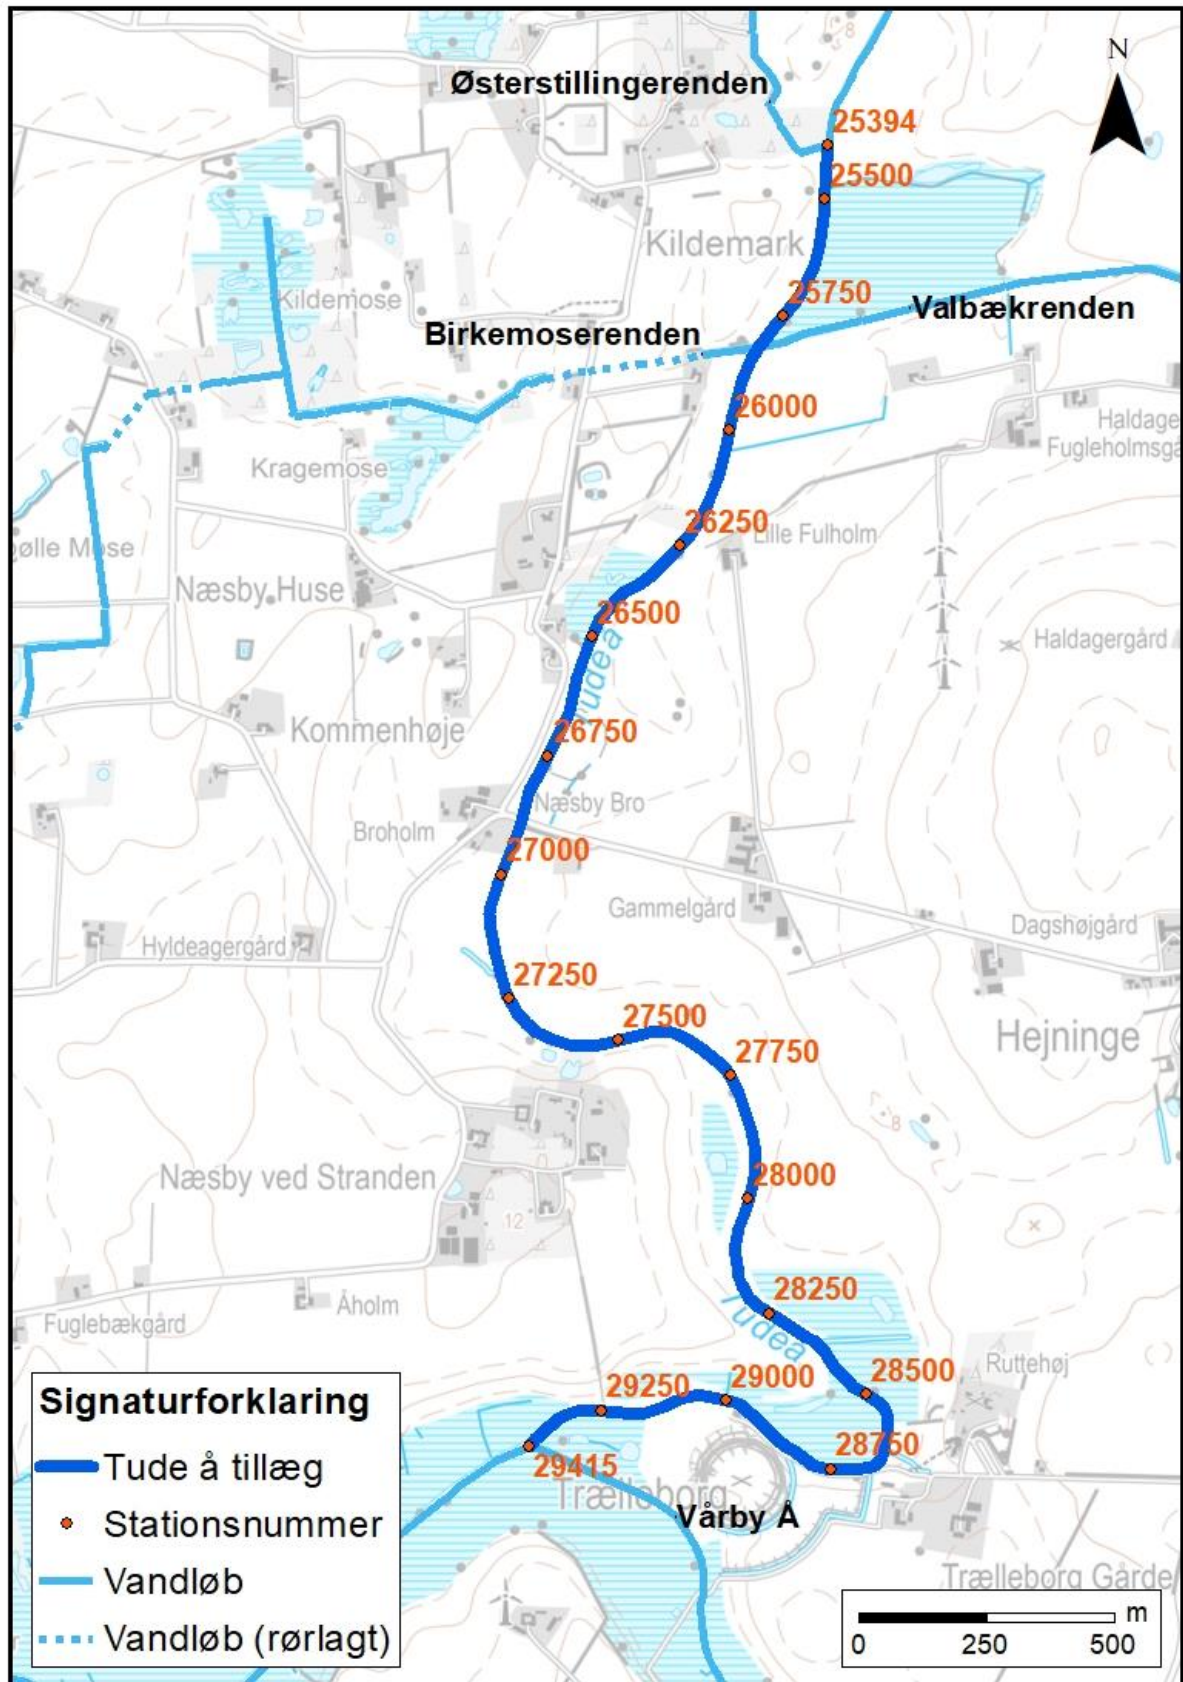 N
8
Østerstillingerenden
25394
25500
Kildemark
Kildemose
25750
Valbækrenden
Birkemoserenden
26000
Haldage
Fugleholmsga
Kragemose
26250
Lille Fulholm
ølle Mose
Næsby Huse
26500
Haldagergård
Tudeå
Kommenhøje
26750
Næsby Bro
Broholm
27000
Gammelgård
Dagshøjgård
Hyldeagergård
27250
27500
Hejninge
27750
8
Næsby ved Stranden
28000
12
28250
Åholm
Fuglebækgård
Tudeå
Ruttehøj
28500
29000
29250
28750
29415
Trælleborg
Vårby Å
Trælleborg Gårde
Signaturforklaring
Tude å tillæg
Stationsnummer
Vandløb
Vandløb (rørlagt)
m
0 250 500